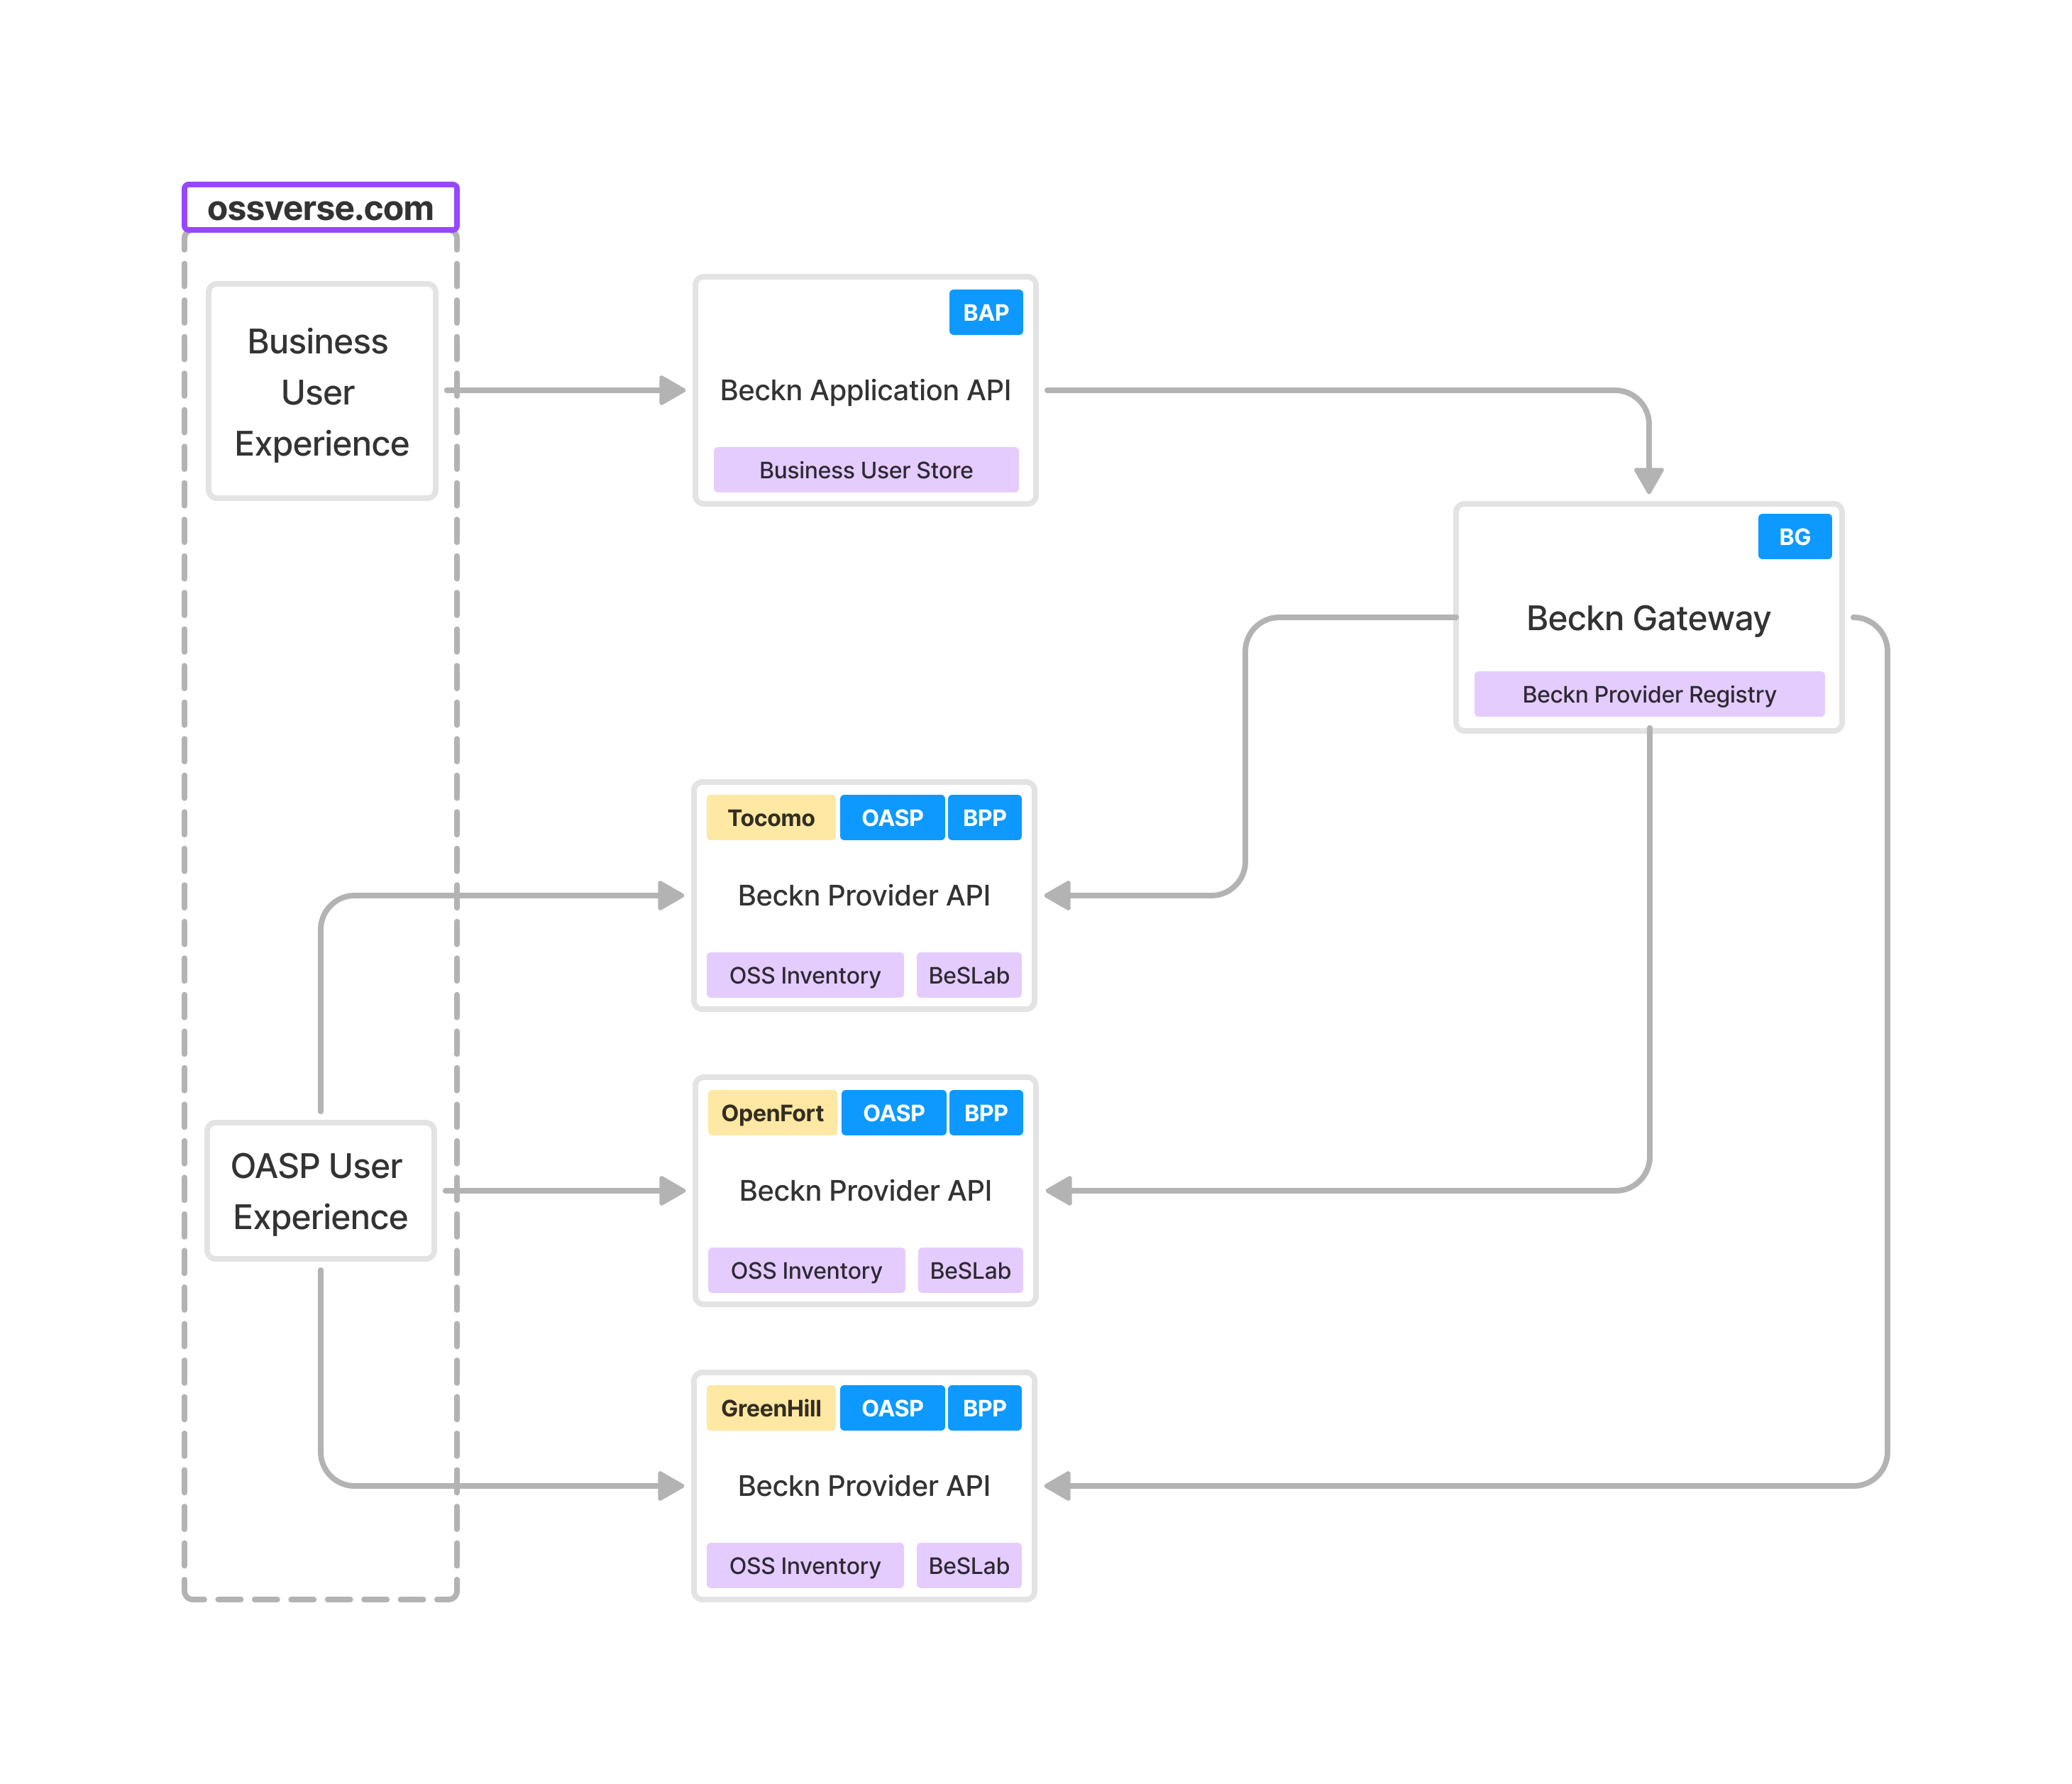 ossverse.com
Business
User
Experience
BAP
Beckn Application API
Business User Store
BG
Beckn Gateway
Beckn Provider Registry
Tocomo
OASP
BPP
Beckn Provider API
OSS Inventory
BeSLab
OASP User
Experience
OpenFort
OASP
BPP
Beckn Provider API
OSS Inventory
BeSLab
GreenHill
OASP
BPP
Beckn Provider API
OSS Inventory
BeSLab